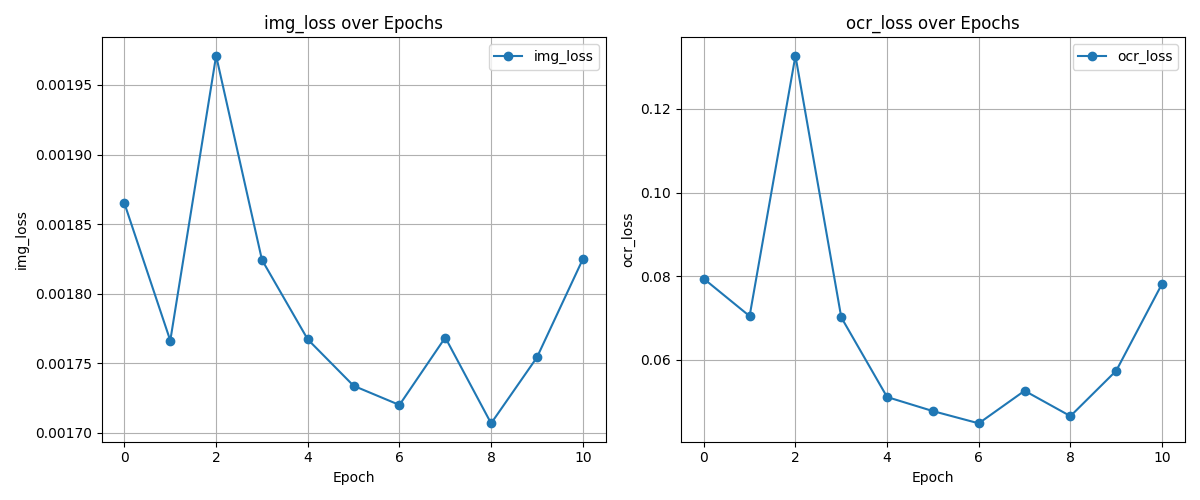 img_loss over Epochs
img_loss
0.00195
0.00190
0.00185
0.00180
0.00175
0.00170
img_loss
0 2 4 6 8 10
Epoch
ocr_loss over Epochs
ocr_loss
0.12
0.10
0.08
0.06
ocr_loss
0 2 4 6 8 10
Epoch